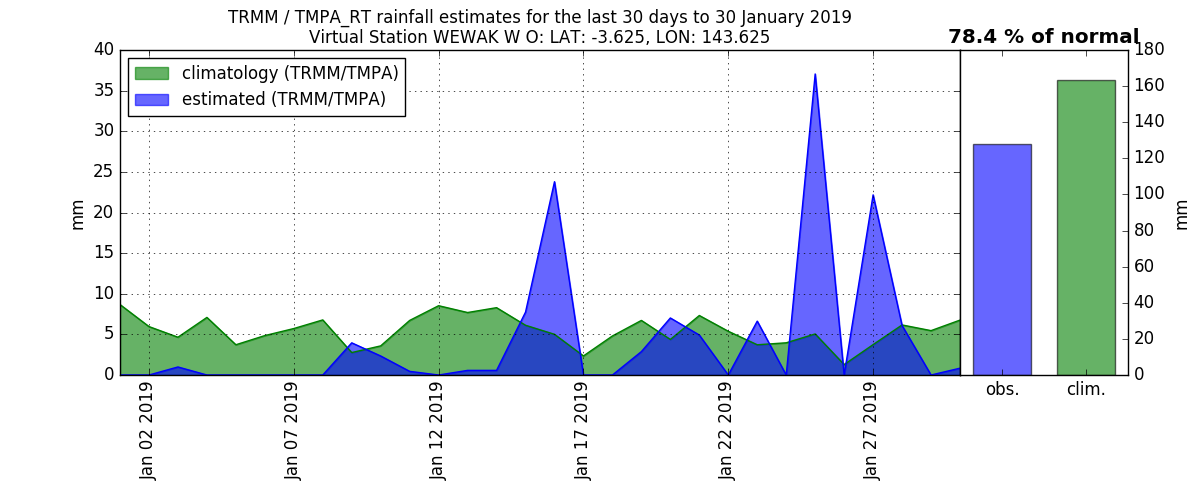 TRMM / TMPA_RT rainfall estimates for the last 30 days to 30 January 2019
Virtual Station WEWAK W O: LAT: -3.625, LON: 143.625
78.4 % of normal
climatology (TRMM/TMPA)
estimated (TRMM/TMPA)
mm
40
35
30
25
20
15
10
5
0
Jan 02 2019
Jan 07 2019
Jan 12 2019
Jan 17 2019
Jan 22 2019
Jan 27 2019
obs.
clim.
180
160
140
120
100
80
60
40
20
0
mm